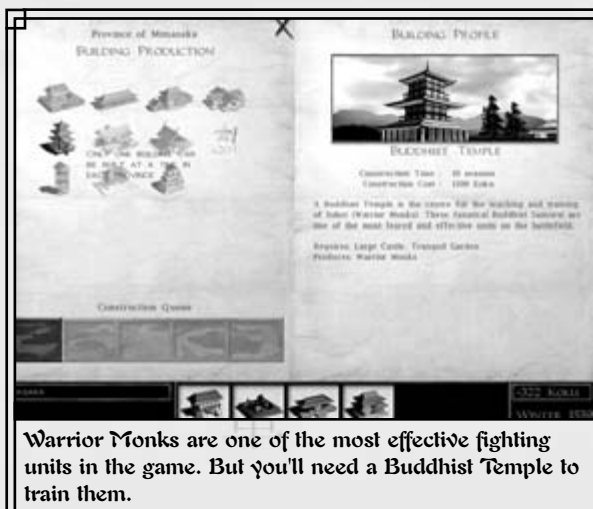 Province of Mimasaka
BUILDING PRODUCTION
X
ONLY ONE BUILDING CAN
BE BUILT AT A TIME IN
EACH PROVINCE
Construction Queue
BUILDING PROFILE
BUDDHIST TEMPLE
Construction Time : 10 seasons
Construction Cost : Koku
A Buddhist Temple is the centre for the teaching and training
of Sohei (Warrior Monks). These fanatical Buddhist Samurai are
one of the most feared and effective units on the battlefield.
Requires: Large Castle, Tranquil Garden
Produces: Warrior Monks
-322 KOKU
WINTER 1530
Warrior Monks are one of the most effective fighting
units in the game. But you'll need a Buddhist Temple to
train them.